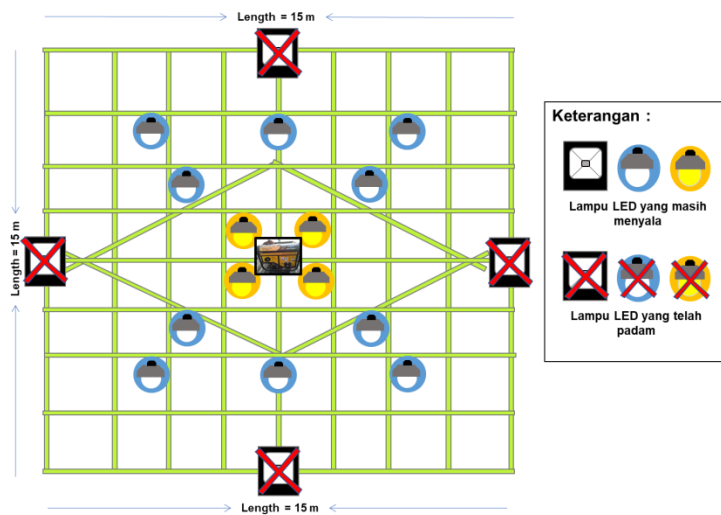 Length = 15 m
Length = 15 m
Keterangan :
Lampu LED yang masih
menyala
Lampu LED yang telah
padam
Length = 15 m